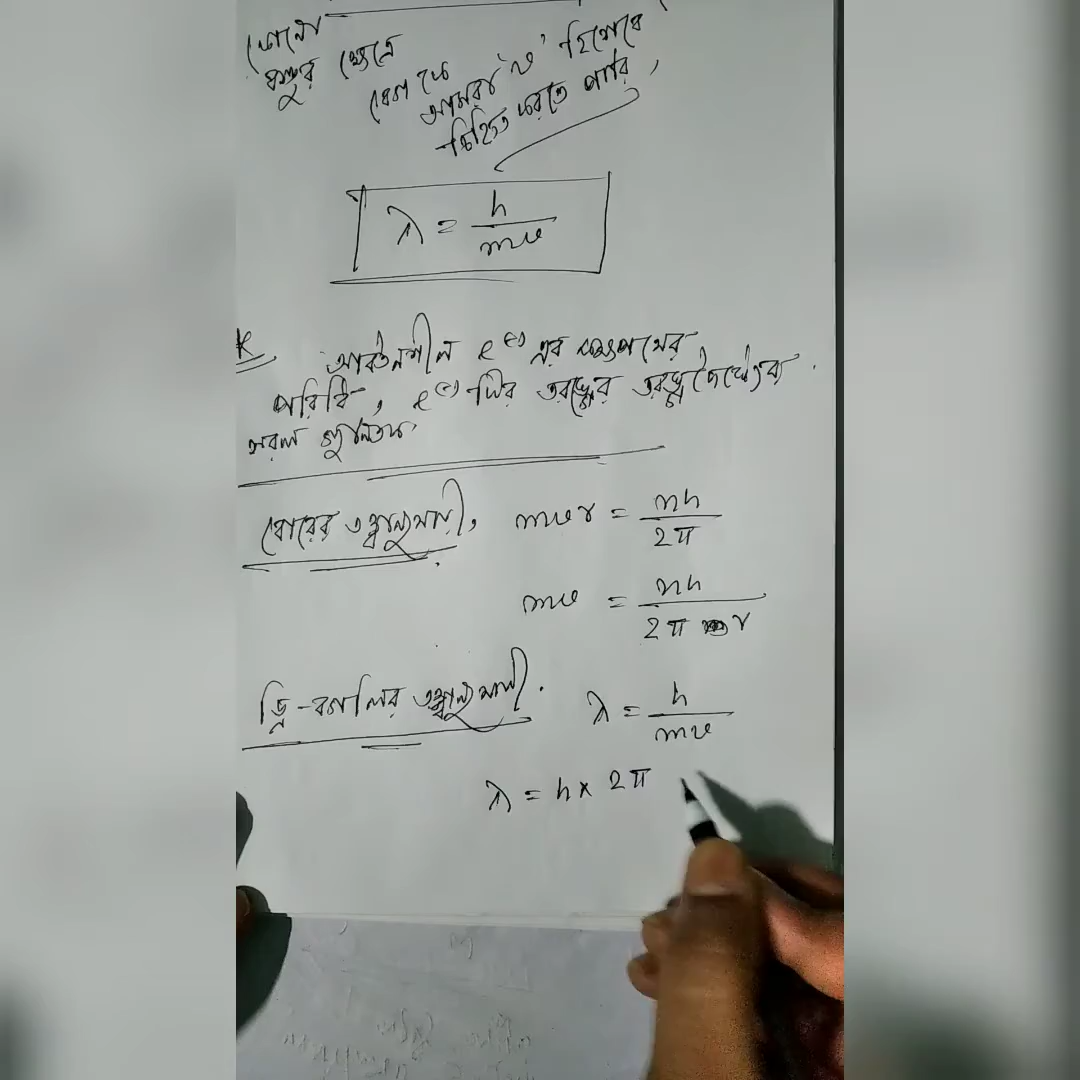 কোনো
বস্তুর ক্ষেত্রে
বেগ কে
আমরা 'v' হিসেবে
চিহ্নিত করতে পারি,
λ = h/mv
আবর্তনশীল e⁽⁻⁾ এর কক্ষপথের
পরিধি, e⁽⁻⁾ টির তরঙ্গের তরঙ্গদৈর্ঘ্যের
সরল গুণিতক।
বোরের তত্ত্বানুযায়ী, mvr = nh/2π
mv = nh/2πr
ডি-ব্রগলির তত্ত্বানুযায়ী. λ = h/mv
λ = h × 2π